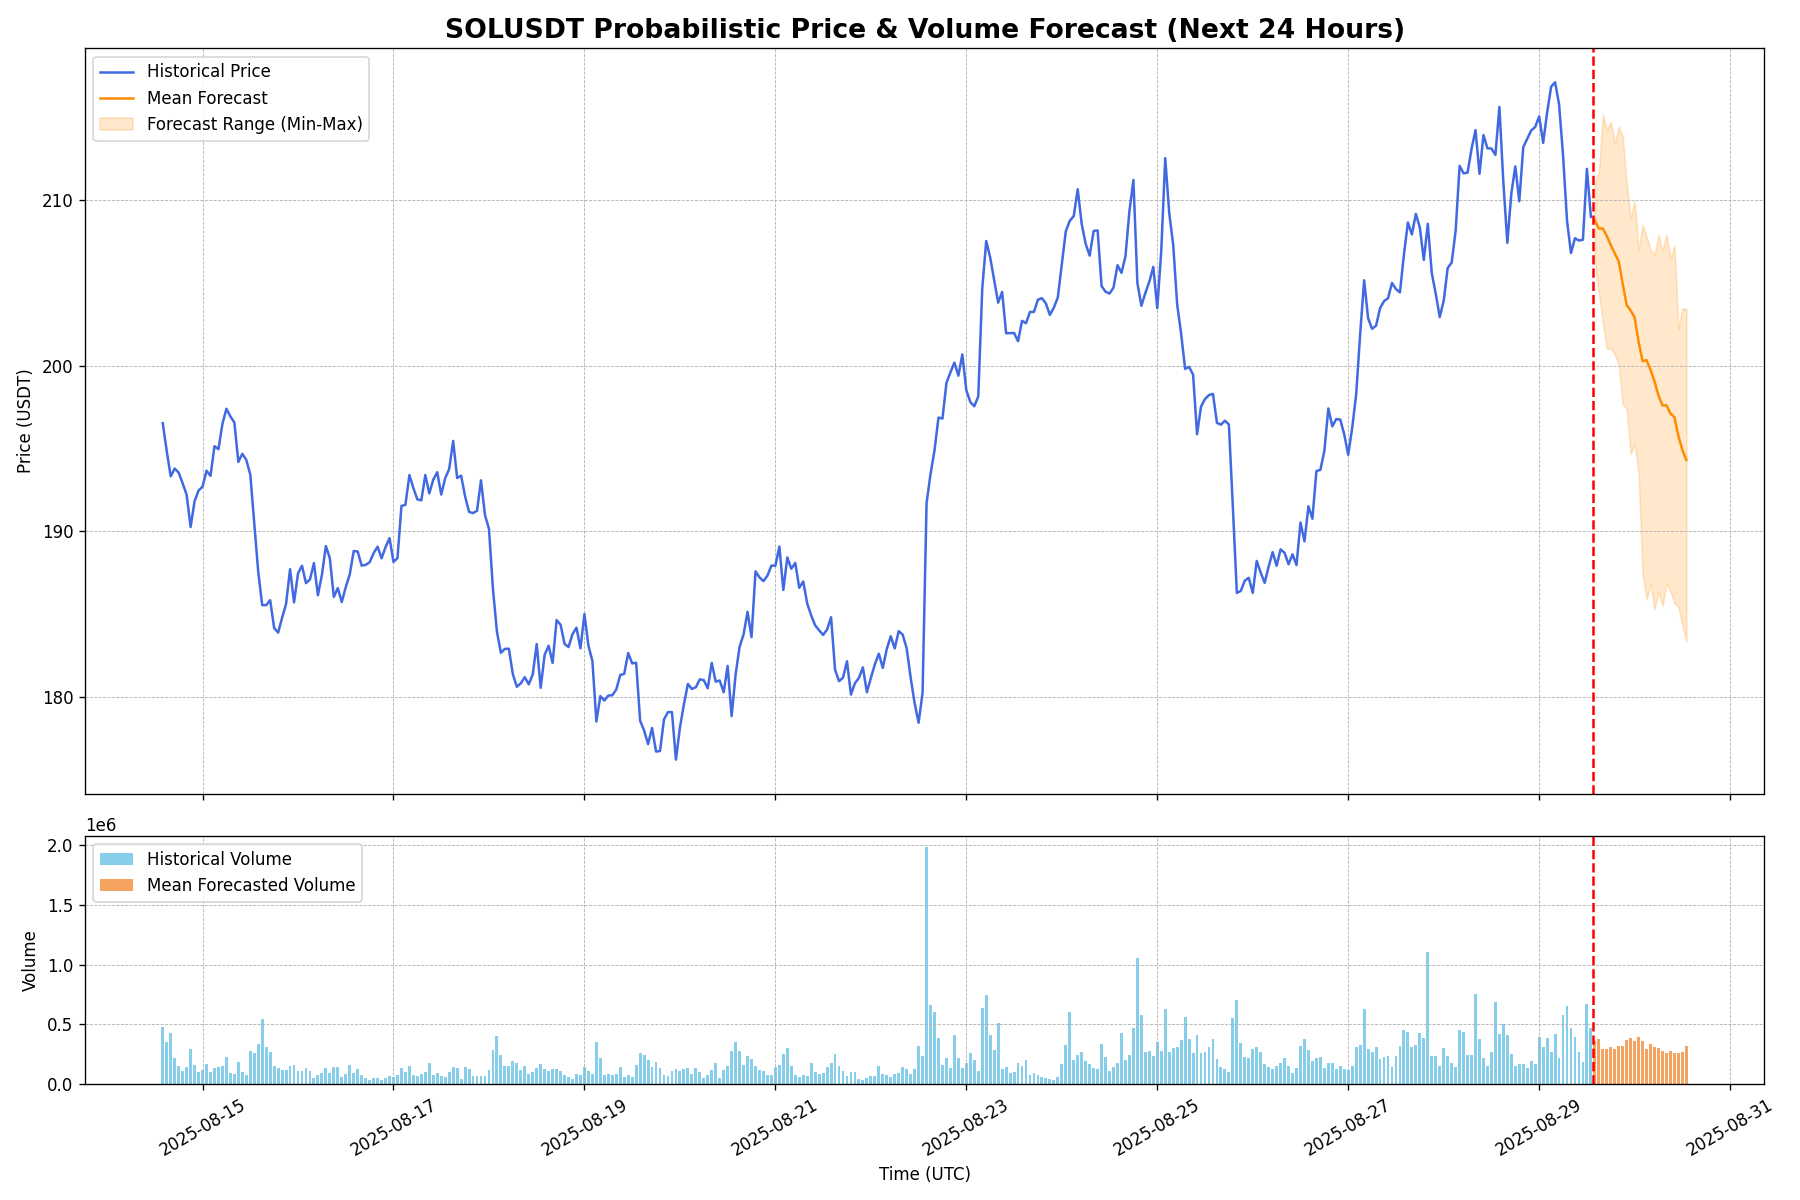 SOLUSDT Probabilistic Price & Volume Forecast (Next 24 Hours)
Historical Price
Mean Forecast
Forecast Range (Min-Max)
Price (USDT)
210
200
190
180
1e6
Historical Volume
Mean Forecasted Volume
Volume
2.0
1.5
1.0
0.5
0.0
2025-08-15
2025-08-17
2025-08-19
2025-08-21
2025-08-23
2025-08-25
2025-08-27
2025-08-29
2025-08-31
Time (UTC)